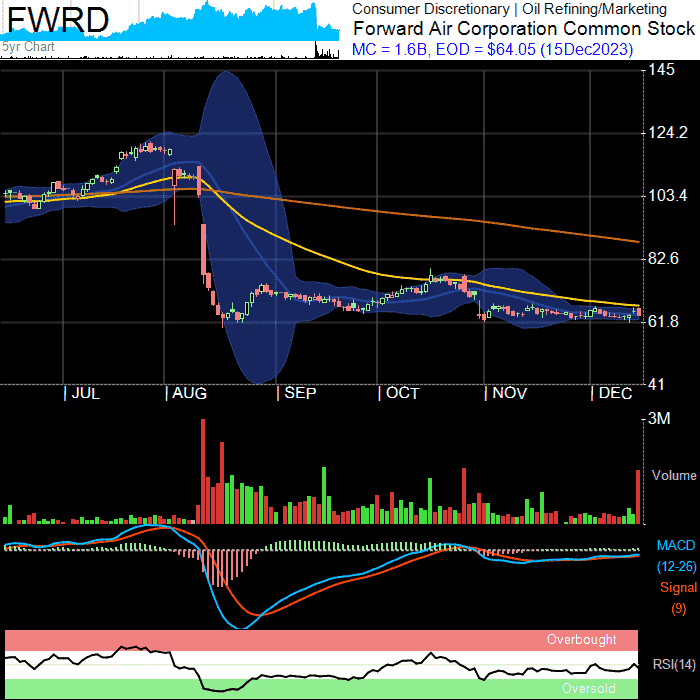 FWRD
5yr Chart
Consumer Discretionary | Oil Refining/Marketing
Forward Air Corporation Common Stock
MC = 1.6B, EOD = $64.05 (15Dec2023)
145
124.2
103.4
82.6
61.8
41
| JUL | AUG | SEP | OCT | NOV | DEC
3M
Volume
MACD
(12-26)
Signal
(9)
Overbought
RSI(14)
Oversold